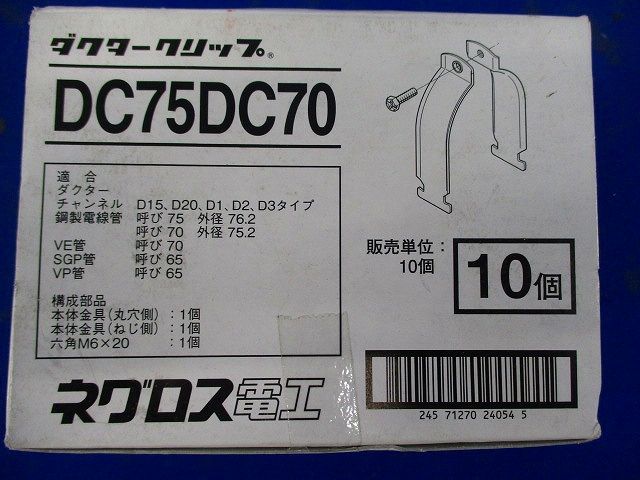 ダクタークリップ®
DC75DC70
適 合
ダクター
チャンネル D15、D20、D1、D2、D3タイプ
鋼製電線管 呼び 75 外径 76.2
呼び 70 外径 75.2
VE管 呼び 70
SGP管 呼び 65
VP管 呼び 65
構成部品
本体金具(丸穴側):1個
本体金具(ねじ側):1個
六角M6×20 :1個
販売単位:
10個
10個
ネグロス電工
245 71270 24054 5